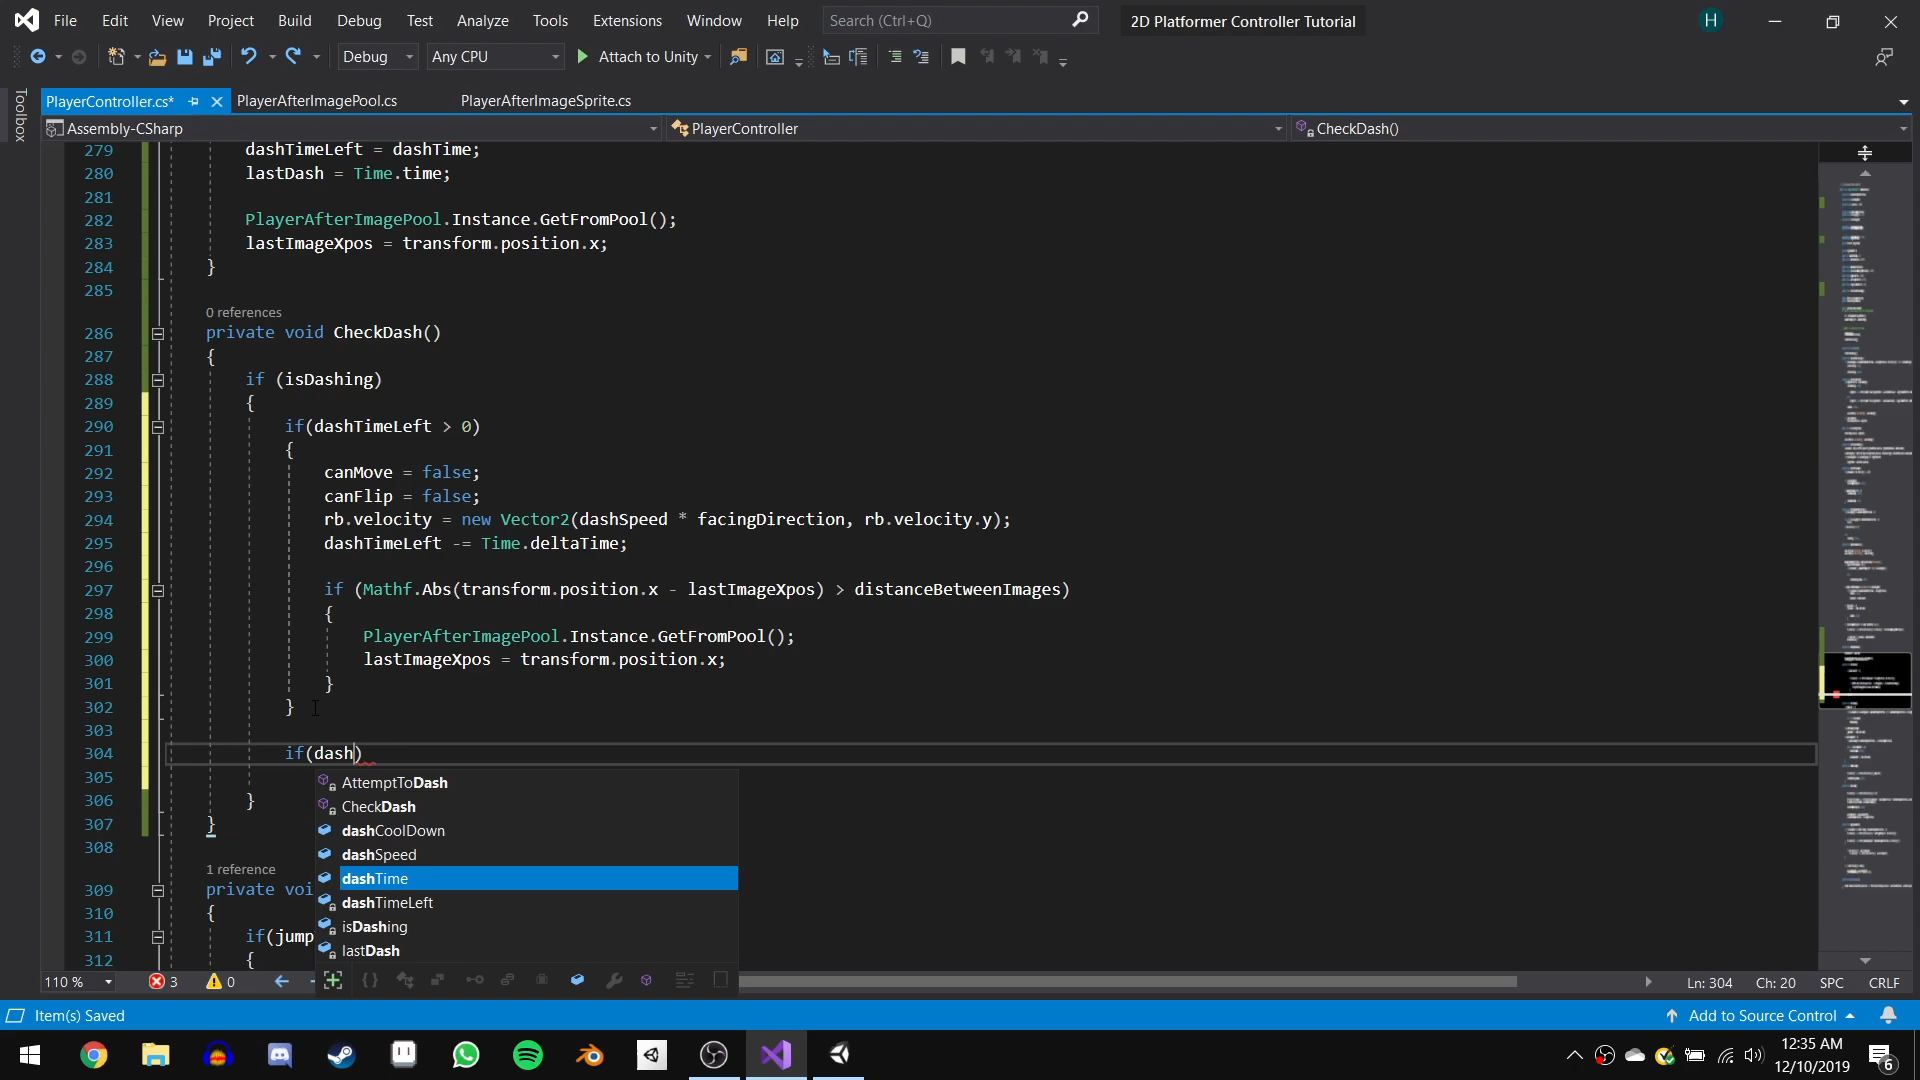 File Edit View Project Build Debug Test Analyze Tools Extensions Window Help Search (Ctrl+Q) 2D Platformer Controller Tutorial H
Debug Any CPU Attach to Unity
Toolbox
PlayerController.cs* PlayerAfterImagePool.cs PlayerAfterImageSprite.cs
Assembly-CSharp PlayerController CheckDash()
279 dashTimeLeft = dashTime;
280 lastDash = Time.time;
281
282 PlayerAfterImagePool.Instance.GetFromPool();
283 lastImageXpos = transform.position.x;
284 }
285
0 references
286 private void CheckDash()
287 {
288 if (isDashing)
289 {
290 if(dashTimeLeft > 0)
291 {
292 canMove = false;
293 canFlip = false;
294 rb.velocity = new Vector2(dashSpeed * facingDirection, rb.velocity.y);
295 dashTimeLeft -= Time.deltaTime;
296
297 if (Mathf.Abs(transform.position.x - lastImageXpos) > distanceBetweenImages)
298 {
299 PlayerAfterImagePool.Instance.GetFromPool();
300 lastImageXpos = transform.position.x;
301 }
302 }
303
304 if(dash)
305
306 }
307 }
308
AttemptToDash
CheckDash
dashCoolDown
dashSpeed
dashTime
dashTimeLeft
isDashing
lastDash
1 reference
309 private voi
310 {
311 if(jump
312 {
110 % 3 0 Ln: 304 Ch: 20 SPC CRLF
Item(s) Saved Add to Source Control
12:35 AM
12/10/2019
6